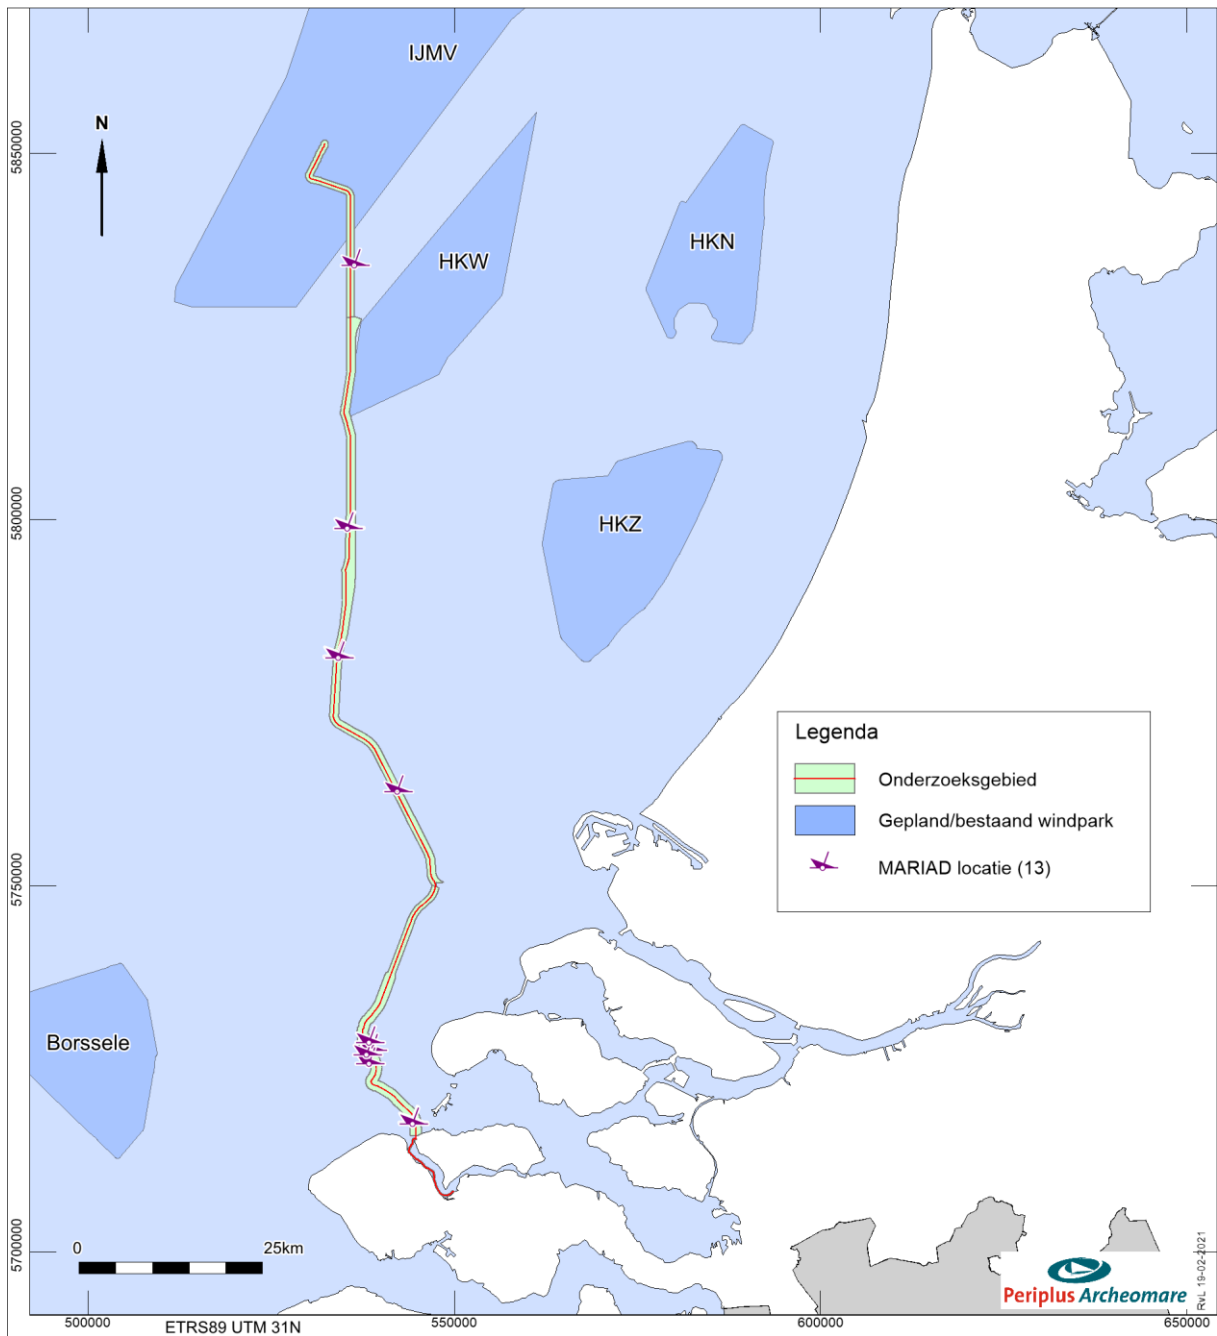 IJMV
N
5850000
HKN
HKW
5800000
HKZ
Legenda
Onderzoeksgebied
Gepland/bestaand windpark
MARIAD locatie (13)
5750000
Borssele
5700000
0 25km
Periplus Archeomare
RvL 19-02-2021
500000 ETRS89 UTM 31N 550000 600000 650000